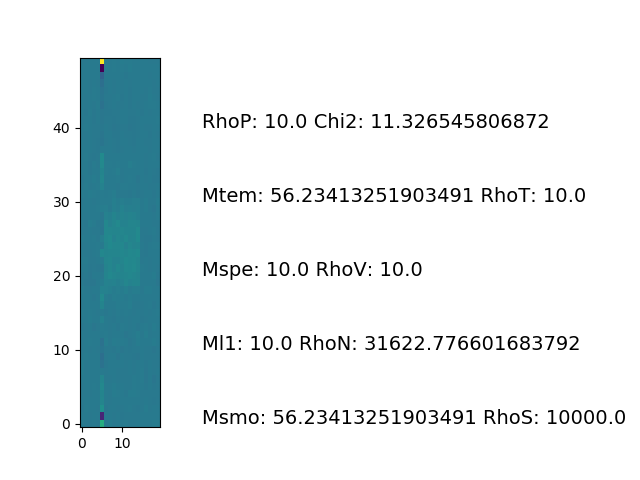 40
30
20
10
0
0 10
RhoP: 10.0 Chi2: 11.326545806872
Mtem: 56.23413251903491 RhoT: 10.0
Mspe: 10.0 RhoV: 10.0
Ml1: 10.0 RhoN: 31622.776601683792
Msmo: 56.23413251903491 RhoS: 10000.0